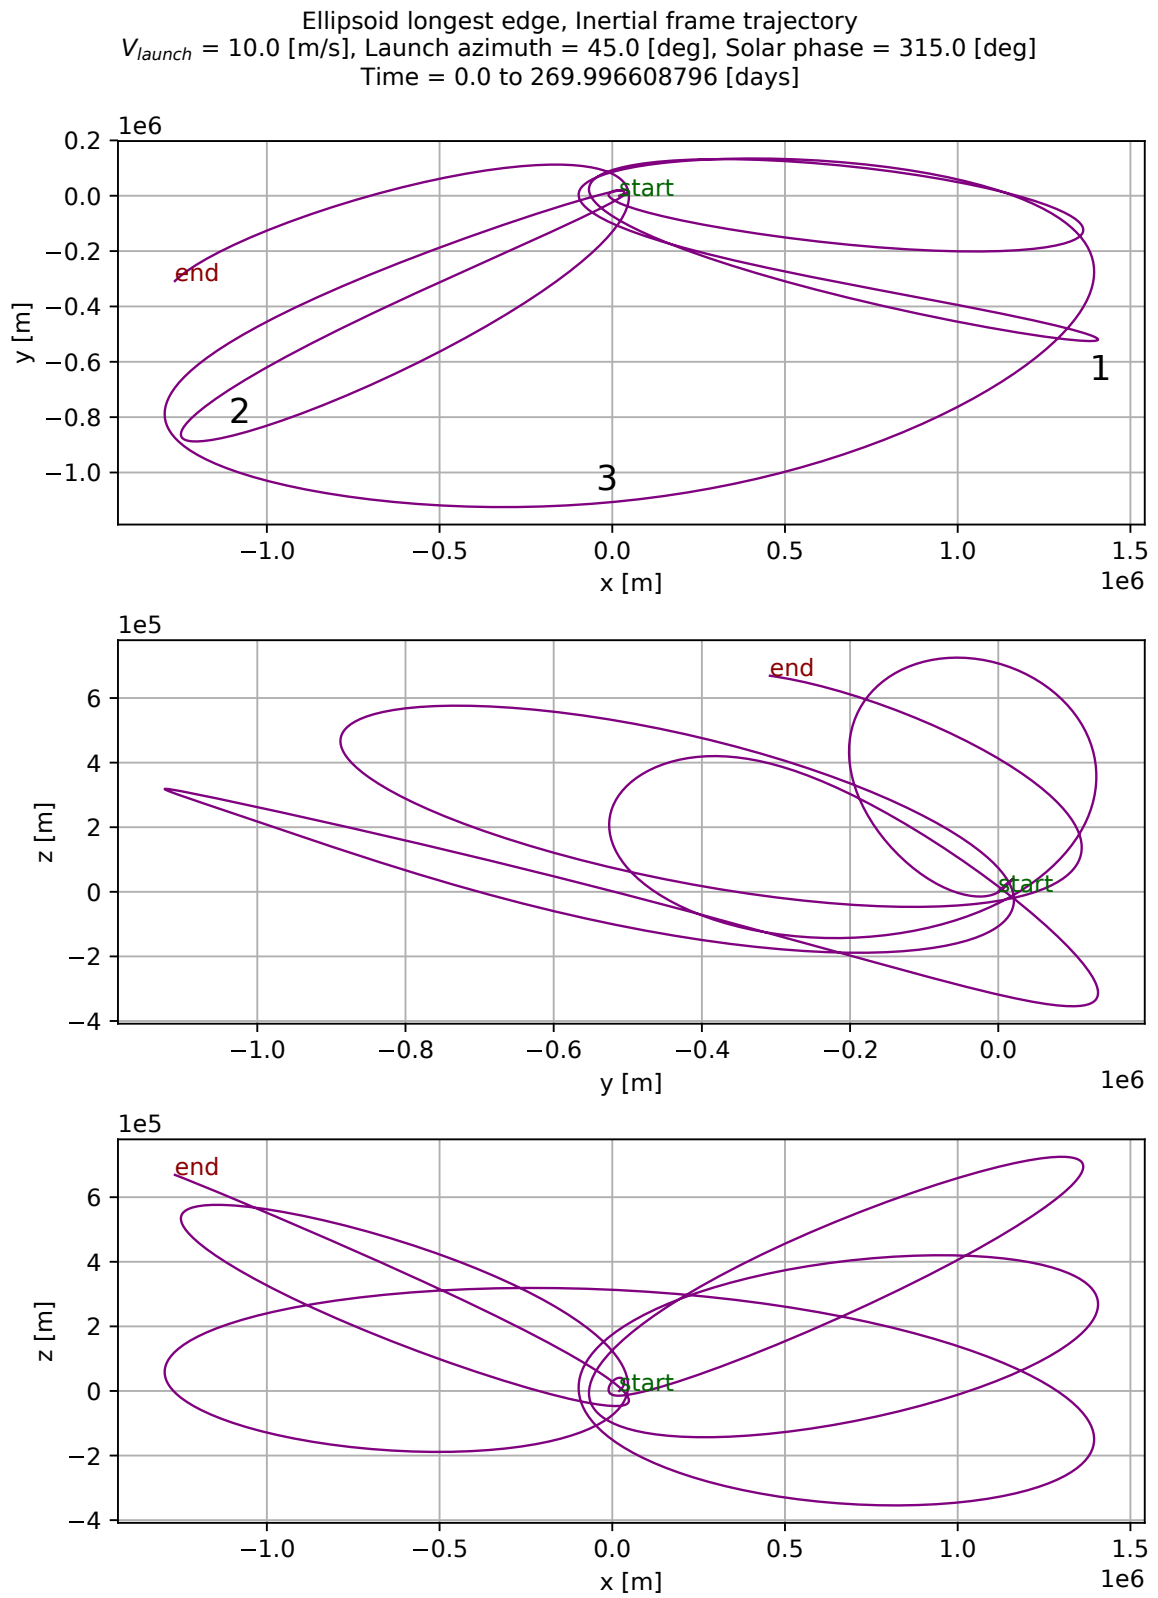 Ellipsoid longest edge, Inertial frame trajectory
V_launch = 10.0 [m/s], Launch azimuth = 45.0 [deg], Solar phase = 315.0 [deg]
Time = 0.0 to 269.996608796 [days]
1e6
0.2
0.0
−0.2
−0.4
−0.6
−0.8
−1.0
y [m]
start
end
1
2
3
−1.0 −0.5 0.0 0.5 1.0 1.5
x [m]
1e6
1e5
6
4
2
0
−2
−4
z [m]
end
start
−1.0 −0.8 −0.6 −0.4 −0.2 0.0
y [m]
1e6
1e5
6
4
2
0
−2
−4
z [m]
end
start
−1.0 −0.5 0.0 0.5 1.0 1.5
x [m]
1e6